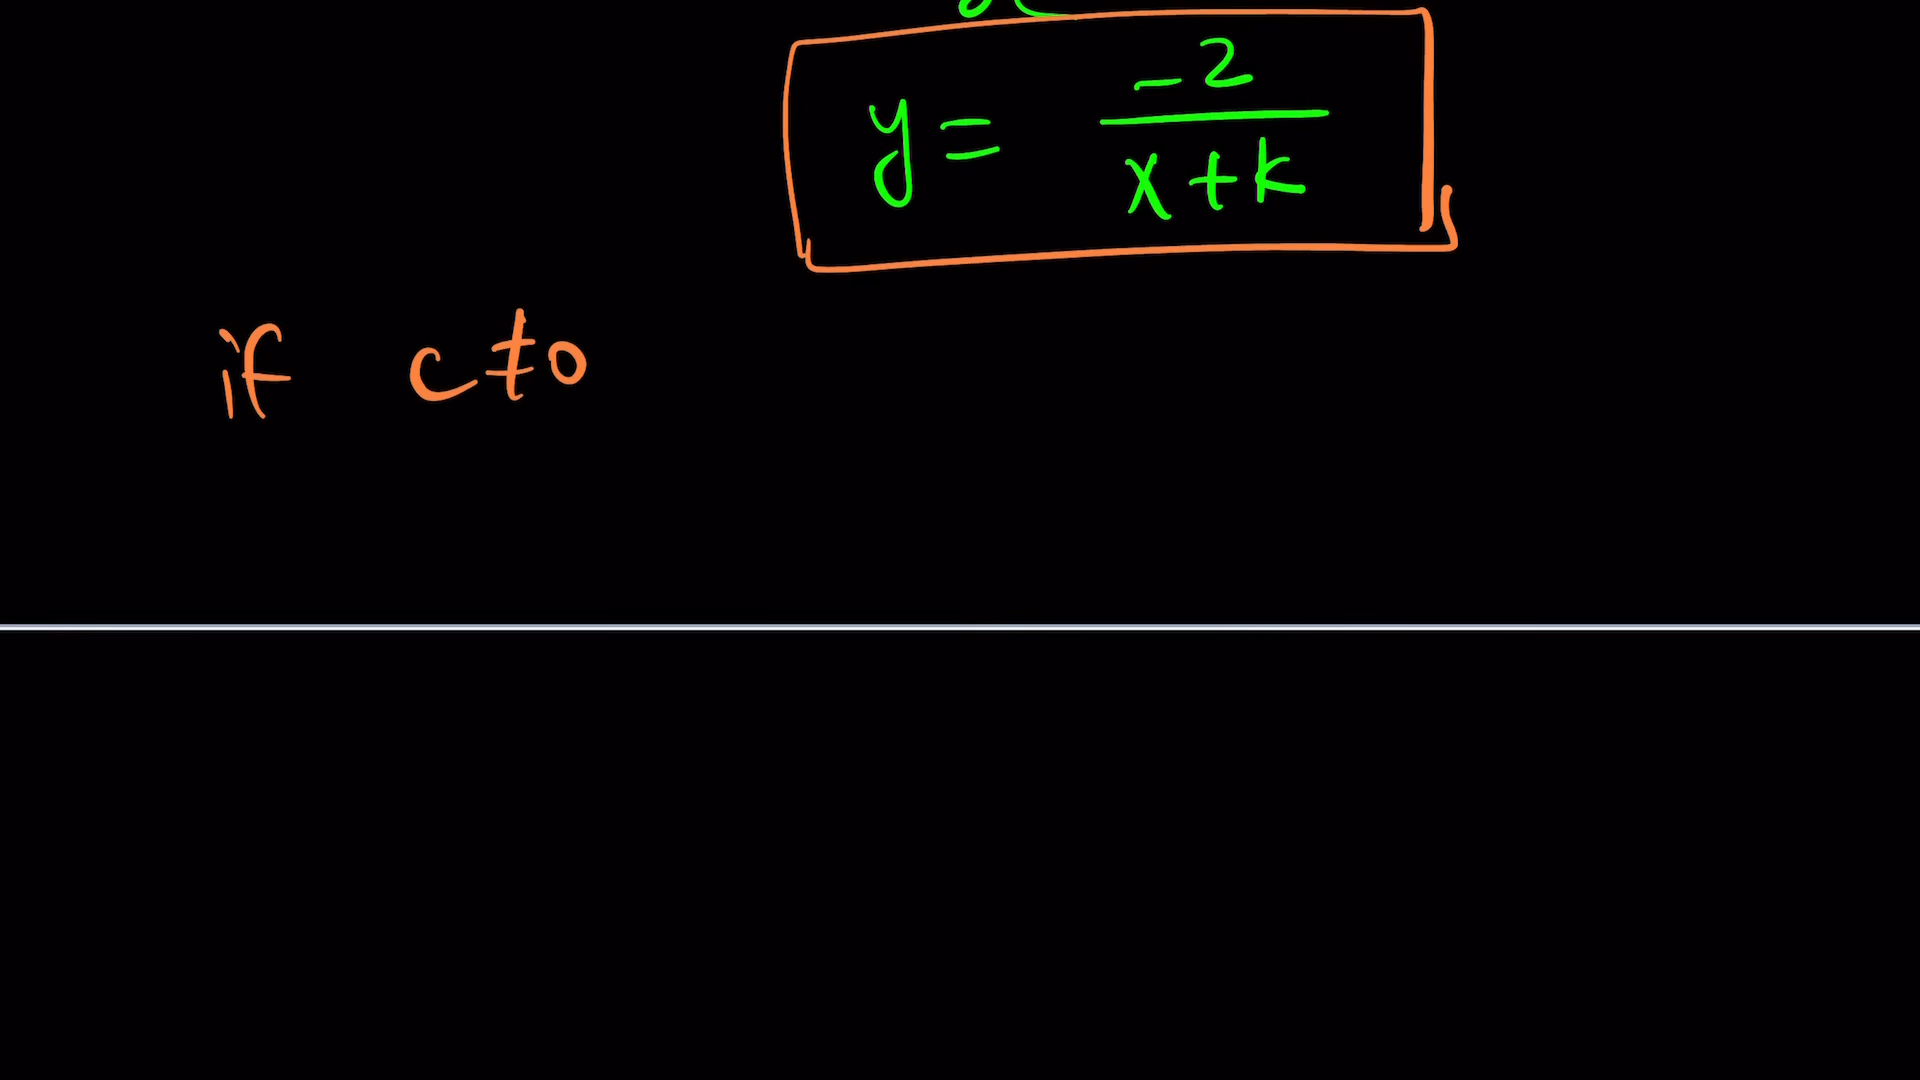 y = -2/(x+k)
if c≠0